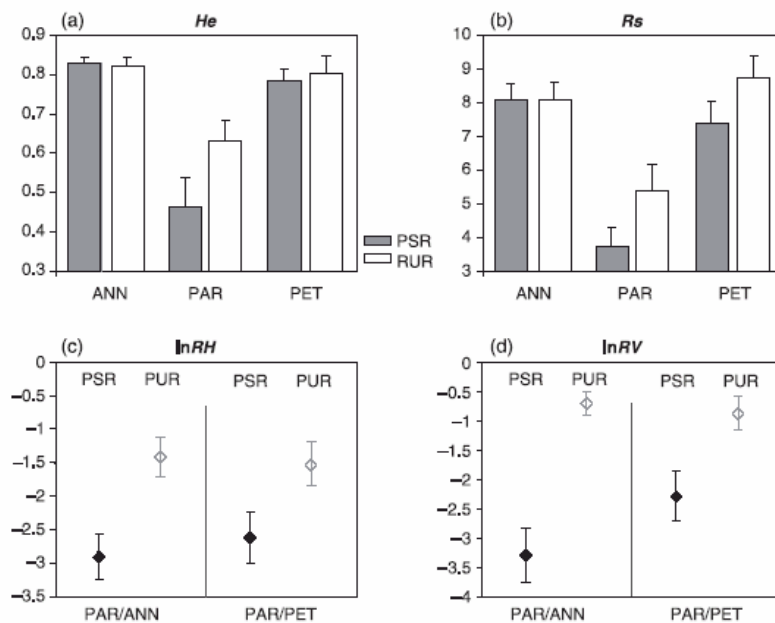 (a) He
0.9
0.8
0.7
0.6
0.5
0.4
0.3
ANN PAR PET
PSR
RUR
(b) Rs
10
9
8
7
6
5
4
3
ANN PAR PET
(c) lnRH
0
−0.5
−1
−1.5
−2
−2.5
−3
−3.5
PSR PUR PSR PUR
PAR/ANN PAR/PET
(d) lnRV
0
−0.5
−1
−1.5
−2
−2.5
−3
−3.5
−4
PSR PUR PSR PUR
PAR/ANN PAR/PET